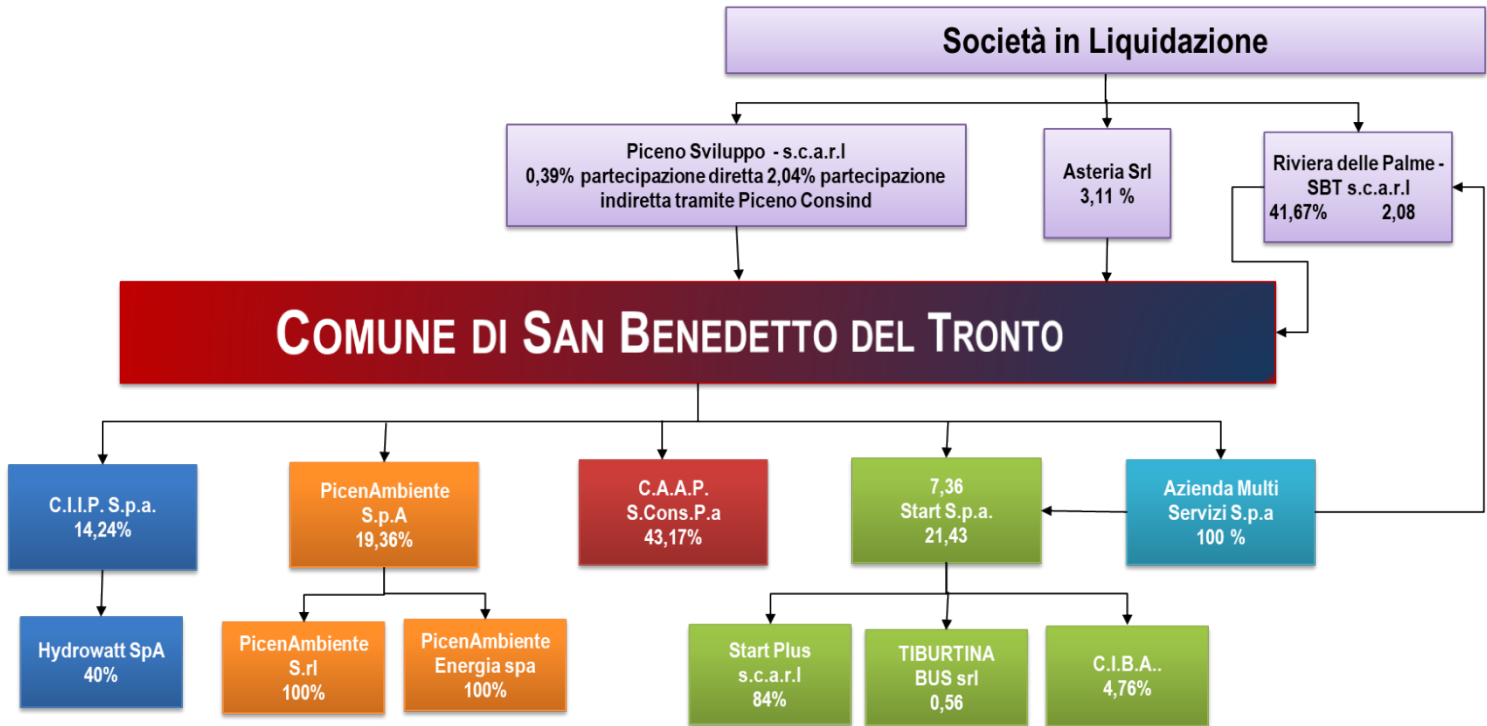 Società in Liquidazione
Piceno Sviluppo - s.c.a.r.l
0,39% partecipazione diretta 2,04% partecipazione
indiretta tramite Piceno Consind
Asteria Srl
3,11 %
Riviera delle Palme -
SBT s.c.a.r.l
41,67% 2,08
COMUNE DI SAN BENEDETTO DEL TRONTO
C.I.I.P. S.p.a.
14,24%
PicenAmbiente
S.p.A
19,36%
C.A.A.P.
S.Cons.P.a
43,17%
7,36
Start S.p.a.
21,43
Azienda Multi
Servizi S.p.a
100 %
Hydrowatt SpA
40%
PicenAmbiente
S.rl
100%
PicenAmbiente
Energia spa
100%
Start Plus
s.c.a.r.l
84%
TIBURTINA
BUS srl
0,56
C.I.B.A..
4,76%